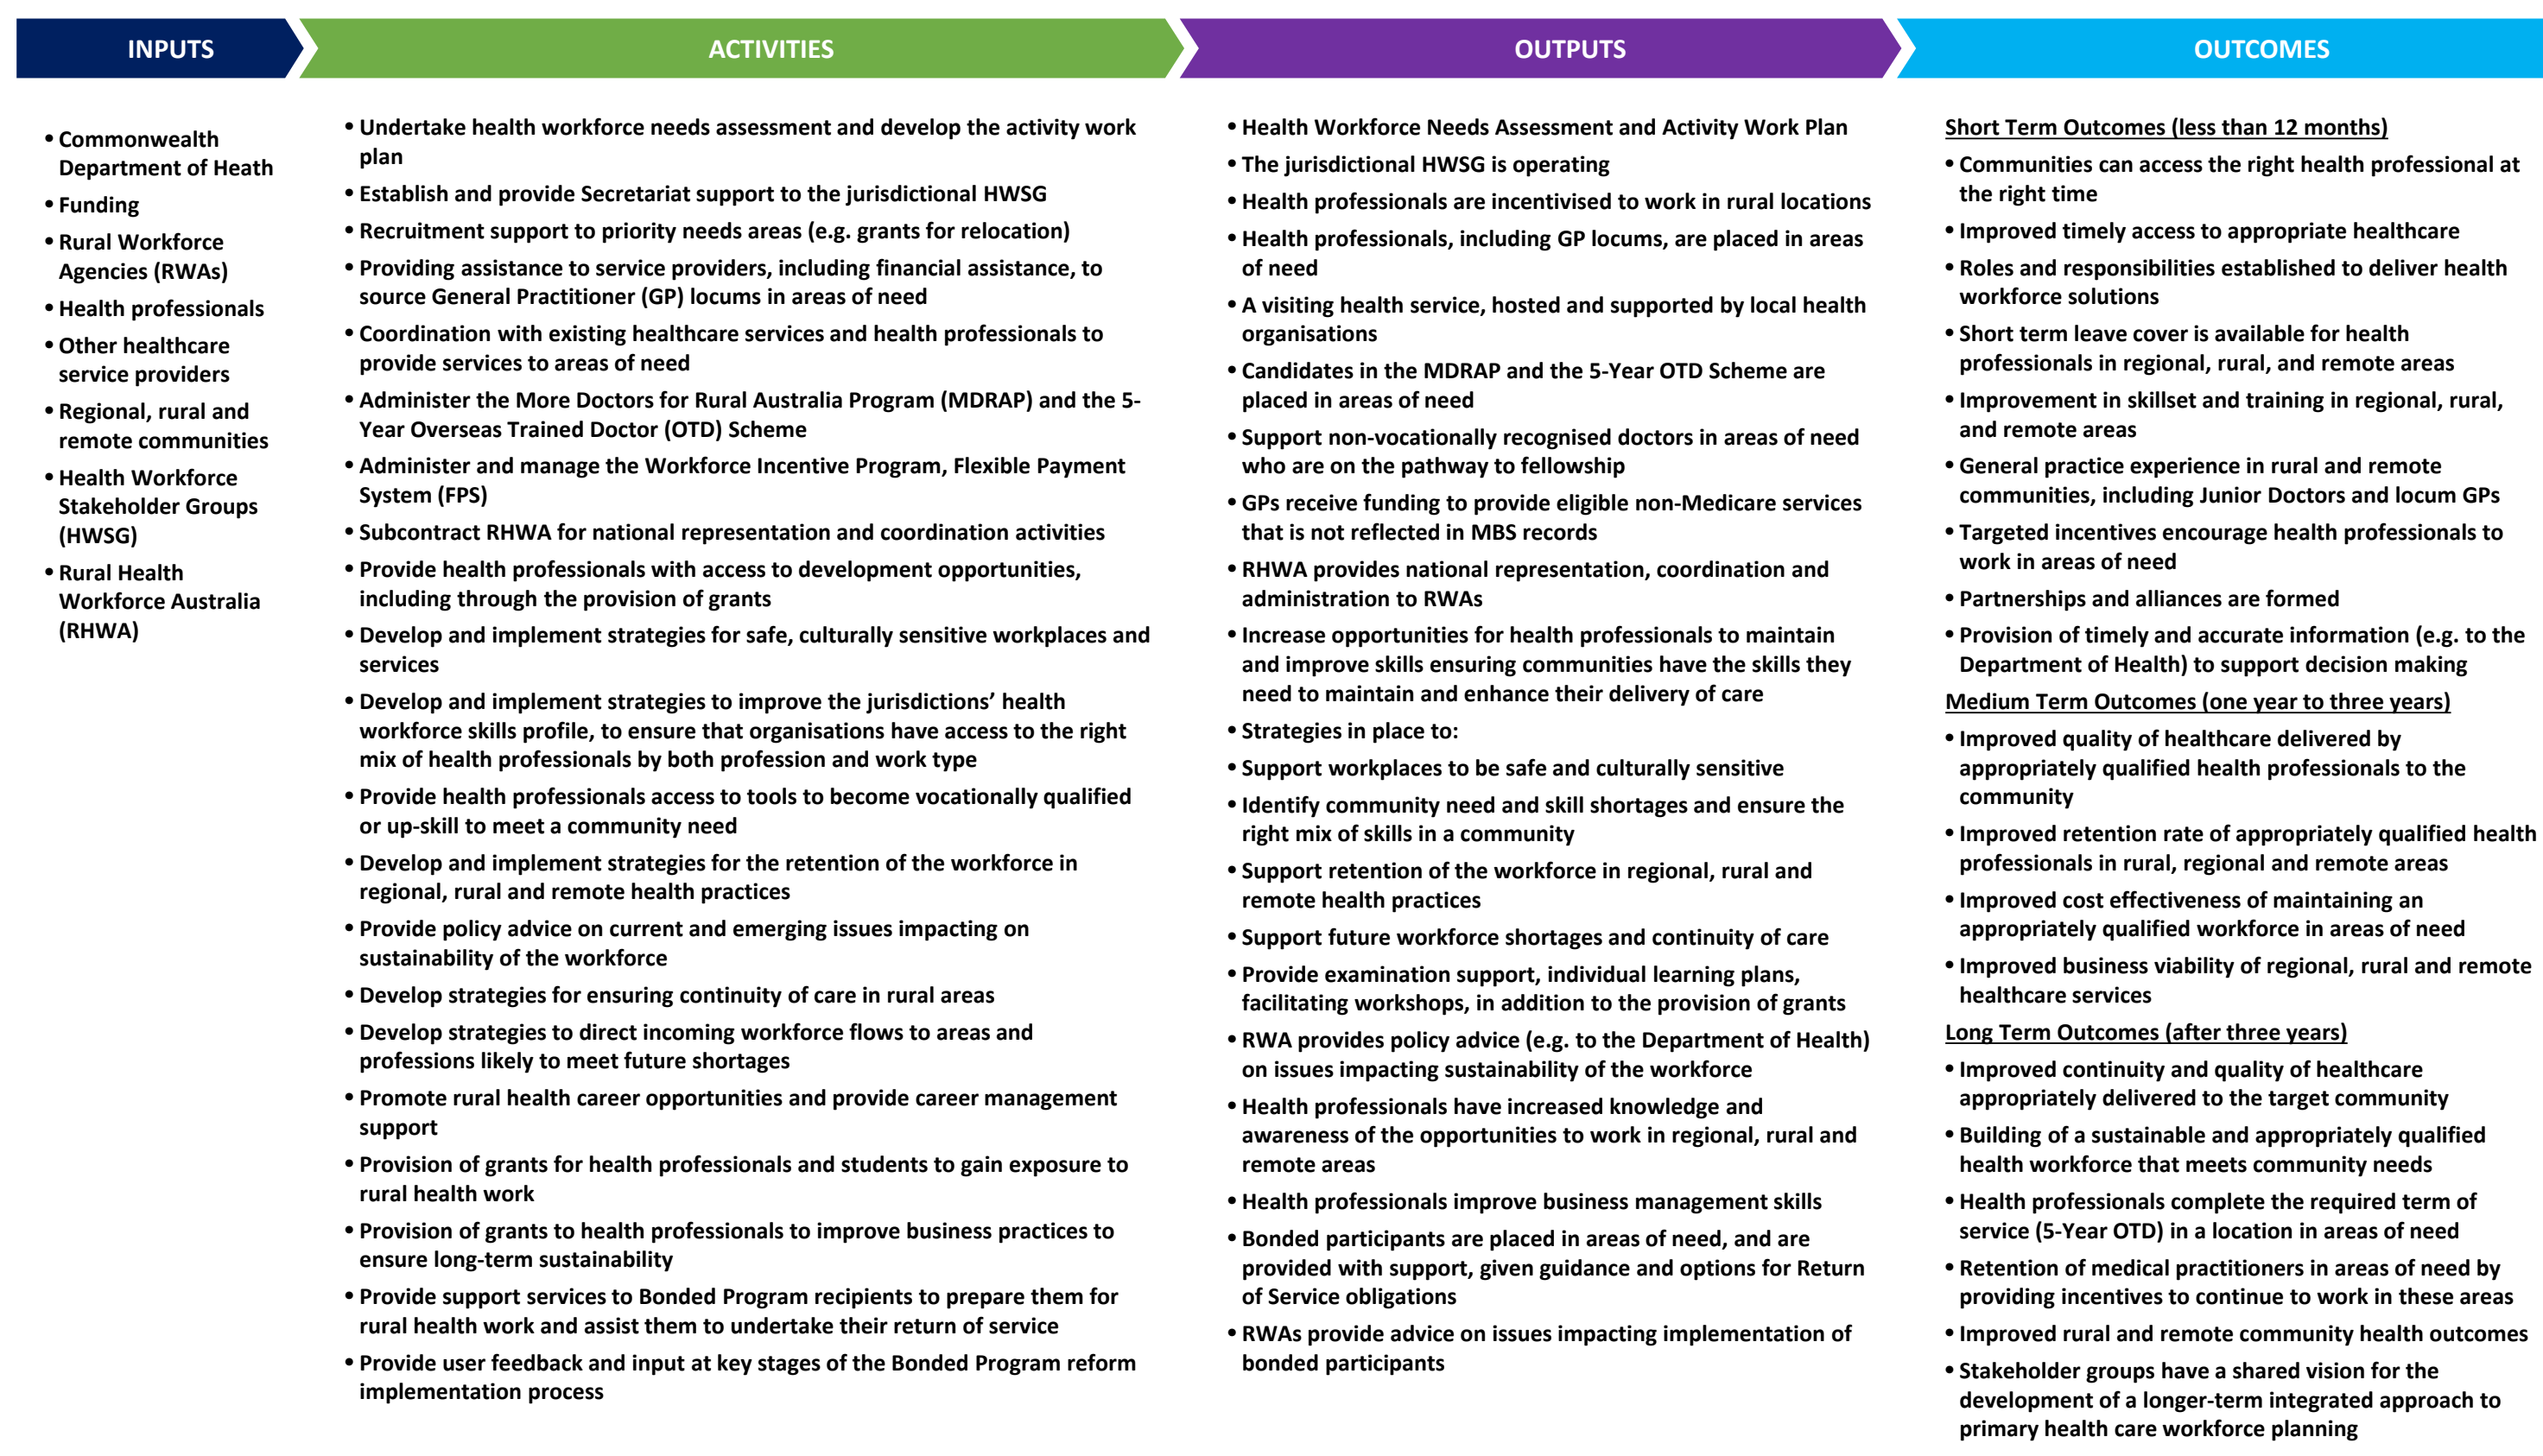 INPUTS
ACTIVITIES
OUTPUTS
OUTCOMES
• Commonwealth
Department of Heath
• Funding
• Rural Workforce
Agencies (RWAs)
• Health professionals
• Other healthcare
service providers
• Regional, rural and
remote communities
• Health Workforce
Stakeholder Groups
(HWSG)
• Rural Health
Workforce Australia
(RHWA)
• Undertake health workforce needs assessment and develop the activity work
plan
• Establish and provide Secretariat support to the jurisdictional HWSG
• Recruitment support to priority needs areas (e.g. grants for relocation)
• Providing assistance to service providers, including financial assistance, to
source General Practitioner (GP) locums in areas of need
• Coordination with existing healthcare services and health professionals to
provide services to areas of need
• Administer the More Doctors for Rural Australia Program (MDRAP) and the 5-
Year Overseas Trained Doctor (OTD) Scheme
• Administer and manage the Workforce Incentive Program, Flexible Payment
System (FPS)
• Subcontract RHWA for national representation and coordination activities
• Provide health professionals with access to development opportunities,
including through the provision of grants
• Develop and implement strategies for safe, culturally sensitive workplaces and
services
• Develop and implement strategies to improve the jurisdictions’ health
workforce skills profile, to ensure that organisations have access to the right
mix of health professionals by both profession and work type
• Provide health professionals access to tools to become vocationally qualified
or up-skill to meet a community need
• Develop and implement strategies for the retention of the workforce in
regional, rural and remote health practices
• Provide policy advice on current and emerging issues impacting on
sustainability of the workforce
• Develop strategies for ensuring continuity of care in rural areas
• Develop strategies to direct incoming workforce flows to areas and
professions likely to meet future shortages
• Promote rural health career opportunities and provide career management
support
• Provision of grants for health professionals and students to gain exposure to
rural health work
• Provision of grants to health professionals to improve business practices to
ensure long-term sustainability
• Provide support services to Bonded Program recipients to prepare them for
rural health work and assist them to undertake their return of service
• Provide user feedback and input at key stages of the Bonded Program reform
implementation process
• Health Workforce Needs Assessment and Activity Work Plan
• The jurisdictional HWSG is operating
• Health professionals are incentivised to work in rural locations
• Health professionals, including GP locums, are placed in areas
of need
• A visiting health service, hosted and supported by local health
organisations
• Candidates in the MDRAP and the 5-Year OTD Scheme are
placed in areas of need
• Support non-vocationally recognised doctors in areas of need
who are on the pathway to fellowship
• GPs receive funding to provide eligible non-Medicare services
that is not reflected in MBS records
• RHWA provides national representation, coordination and
administration to RWAs
• Increase opportunities for health professionals to maintain
and improve skills ensuring communities have the skills they
need to maintain and enhance their delivery of care
• Strategies in place to:
• Support workplaces to be safe and culturally sensitive
• Identify community need and skill shortages and ensure the
right mix of skills in a community
• Support retention of the workforce in regional, rural and
remote health practices
• Support future workforce shortages and continuity of care
• Provide examination support, individual learning plans,
facilitating workshops, in addition to the provision of grants
• RWA provides policy advice (e.g. to the Department of Health)
on issues impacting sustainability of the workforce
• Health professionals have increased knowledge and
awareness of the opportunities to work in regional, rural and
remote areas
• Health professionals improve business management skills
• Bonded participants are placed in areas of need, and are
provided with support, given guidance and options for Return
of Service obligations
• RWAs provide advice on issues impacting implementation of
bonded participants
Short Term Outcomes (less than 12 months)
• Communities can access the right health professional at
the right time
• Improved timely access to appropriate healthcare
• Roles and responsibilities established to deliver health
workforce solutions
• Short term leave cover is available for health
professionals in regional, rural, and remote areas
• Improvement in skillset and training in regional, rural,
and remote areas
• General practice experience in rural and remote
communities, including Junior Doctors and locum GPs
• Targeted incentives encourage health professionals to
work in areas of need
• Partnerships and alliances are formed
• Provision of timely and accurate information (e.g. to the
Department of Health) to support decision making
Medium Term Outcomes (one year to three years)
• Improved quality of healthcare delivered by
appropriately qualified health professionals to the
community
• Improved retention rate of appropriately qualified health
professionals in rural, regional and remote areas
• Improved cost effectiveness of maintaining an
appropriately qualified workforce in areas of need
• Improved business viability of regional, rural and remote
healthcare services
Long Term Outcomes (after three years)
• Improved continuity and quality of healthcare
appropriately delivered to the target community
• Building of a sustainable and appropriately qualified
health workforce that meets community needs
• Health professionals complete the required term of
service (5-Year OTD) in a location in areas of need
• Retention of medical practitioners in areas of need by
providing incentives to continue to work in these areas
• Improved rural and remote community health outcomes
• Stakeholder groups have a shared vision for the
development of a longer-term integrated approach to
primary health care workforce planning